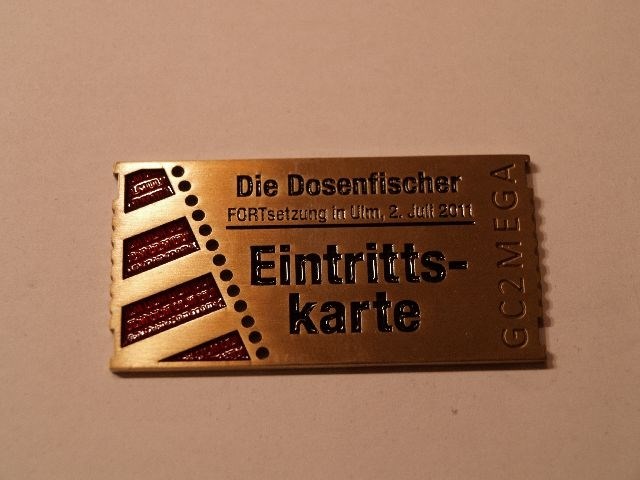 Die Dosenfischer
FORTsetzung in Ulm, 2. Juli 2011
Eintritts-
karte
GC2MEGA